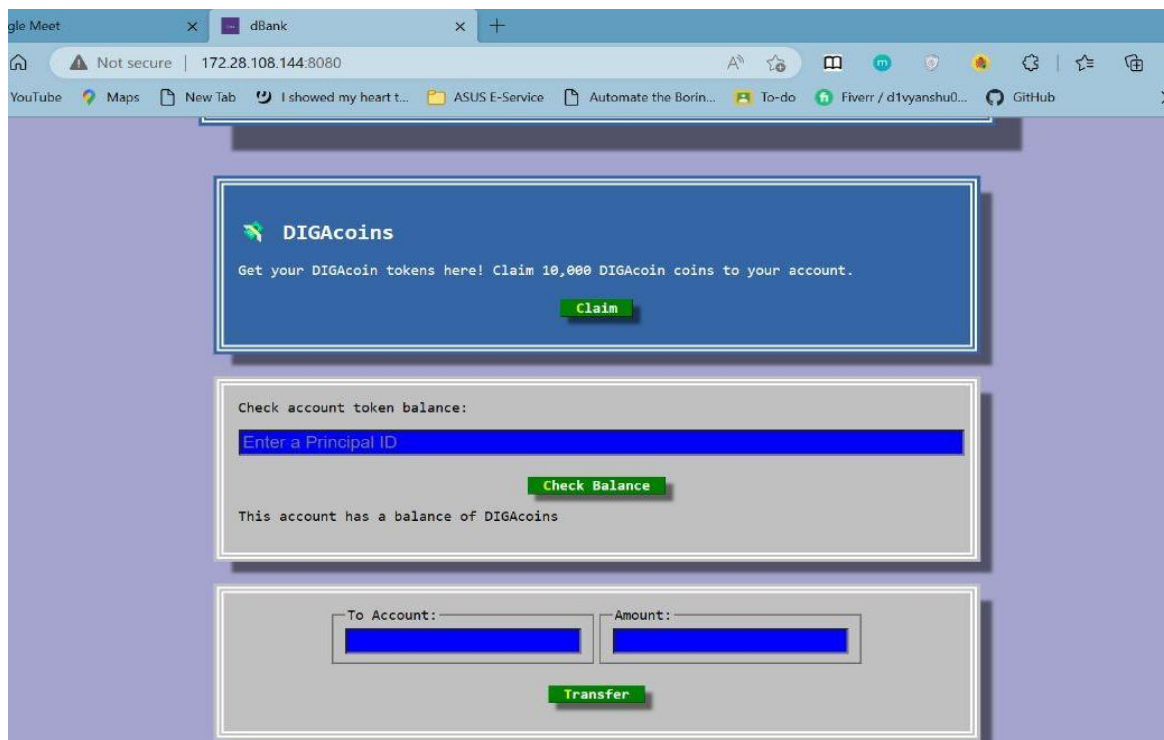 gle Meet
dBank
Not secure | 172.28.108.144:8080
YouTube Maps New Tab I showed my heart t... ASUS E-Service Automate the Borin... To-do Fiverr / d1vyanshu0... GitHub
DIGAcoins
Get your DIGAcoin tokens here! Claim 10,000 DIGAcoin coins to your account.
Claim
Check account token balance:
Enter a Principal ID
Check Balance
This account has a balance of DIGAcoins
To Account: Amount:
Transfer